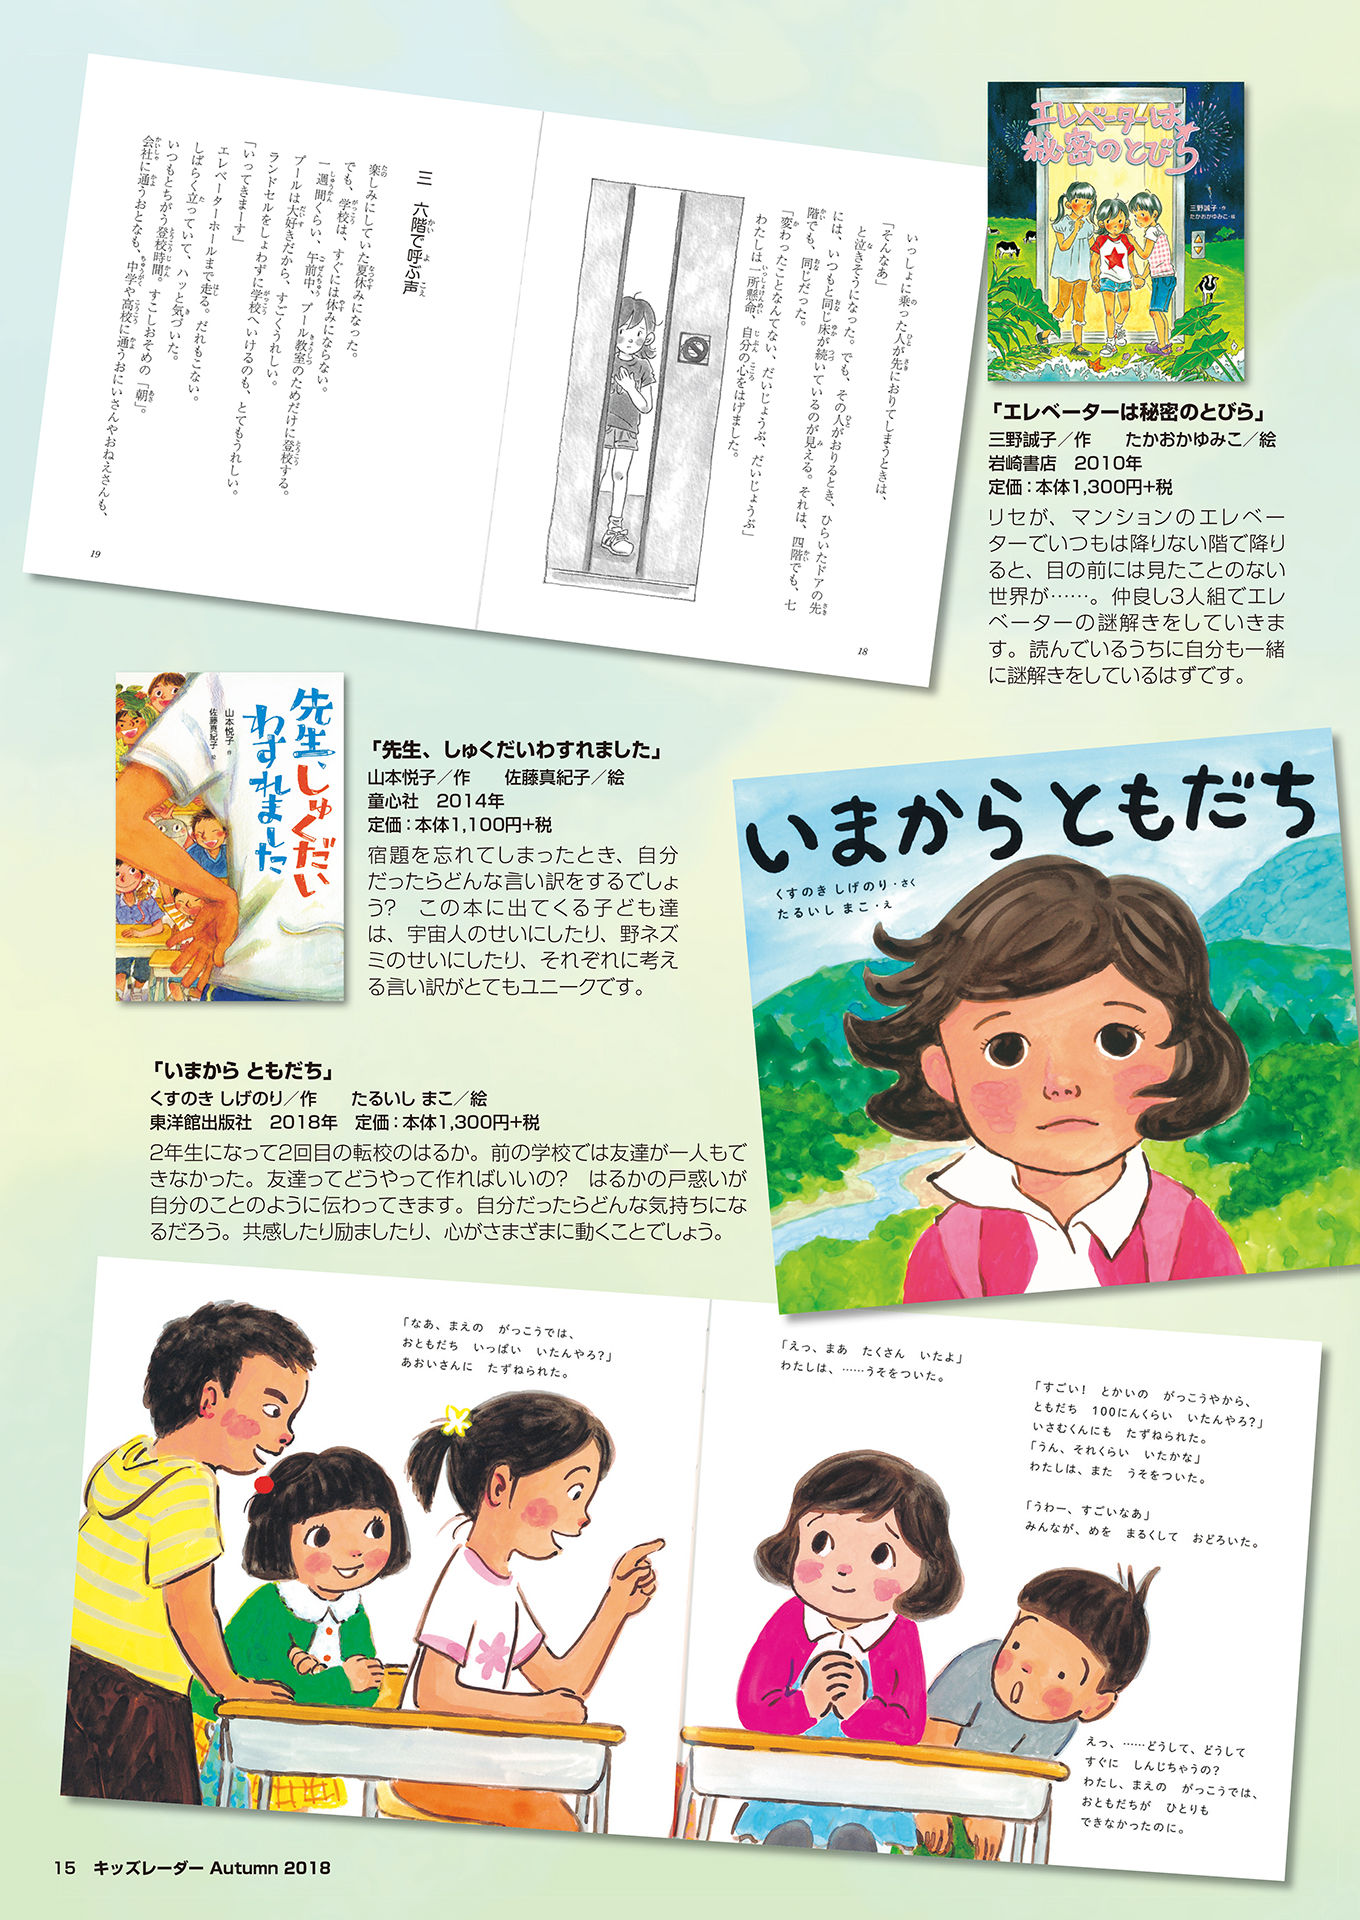 いっしょに乗った人が先におりてしまうときは、
「そんなあ」
と泣きそうになった。でも、その人がおりるとき、ひらいたドアの先
には、いつもと同じ床が続いているのが見える。それは、四階でも、七
階でも、同じだった。
「変わったことなんてない、だいじょうぶ、だいじょうぶ」
わたしは一所懸命、自分の心をはげました。
18
三 六階で呼ぶ声
楽しみにしていた夏休みになった。
でも、学校は、すぐには休みにならない。
一週間くらい、午前中、プール教室のためだけに登校する。
プールは大好きだから、すごくうれしい。
ランドセルをしょわずに学校へいけるのも、とてもうれしい。
「いってきまーす」
エレベーターホールまで走る。だれもこない。
しばらく立っていて、ハッと気づいた。
いつもとちがう登校時間。すこしおそめの「朝」。
会社に通うおとなも、中学や高校に通うおにいさんやおねえさんも、
19
エレベーターは
秘密のとびら
三野誠子・作
たかおかゆみこ・絵
「エレベーターは秘密のとびら」
三野誠子/作 たかおかゆみこ/絵
岩崎書店 2010年
定価:本体1,300円+税
リセが、マンションのエレベー
ターでいつもは降りない階で降り
ると、目の前には見たことのない
世界が……。仲良し3人組でエレ
ベーターの謎解きをしていきま
す。読んでいるうちに自分も一緒
に謎解きをしているはずです。
先生、しゅくだい
わすれました
山本悦子 作
佐藤真紀子 絵
「先生、しゅくだいわすれました」
山本悦子/作 佐藤真紀子/絵
童心社 2014年
定価:本体1,100円+税
宿題を忘れてしまったとき、自分
だったらどんな言い訳をするでしょ
う? この本に出てくる子ども達
は、宇宙人のせいにしたり、野ネズ
ミのせいにしたり、それぞれに考え
る言い訳がとてもユニークです。
いまから ともだち
くすのき しげのり・さく
たるいし まこ・え
「いまから ともだち」
くすのき しげのり/作 たるいし まこ/絵
東洋館出版社 2018年 定価:本体1,300円+税
2年生になって2回目の転校のはるか。前の学校では友達が一人もで
きなかった。友達ってどうやって作ればいいの? はるかの戸惑いが
自分のことのように伝わってきます。自分だったらどんな気持ちにな
るだろう。共感したり励ましたり、心がさまざまに動くことでしょう。
「なあ、まえの がっこうでは、
おともだち いっぱい いたんやろ?」
あおいさんに たずねられた。
「えっ、まあ たくさん いたよ」
わたしは、……うそをついた。
「すごい! とかいの がっこうやから、
ともだち 100にんくらい いたんやろ?」
いさむくんにも たずねられた。
「うん、それくらい いたかな」
わたしは、また うそをついた。
「うわー、すごいなあ」
みんなが、めを まるくして おどろいた。
えっ、……どうして、どうして
すぐに しんじちゃうの?
わたし、まえの がっこうでは、
おともだちが ひとりも
できなかったのに。
15 キッズレーダー Autumn 2018